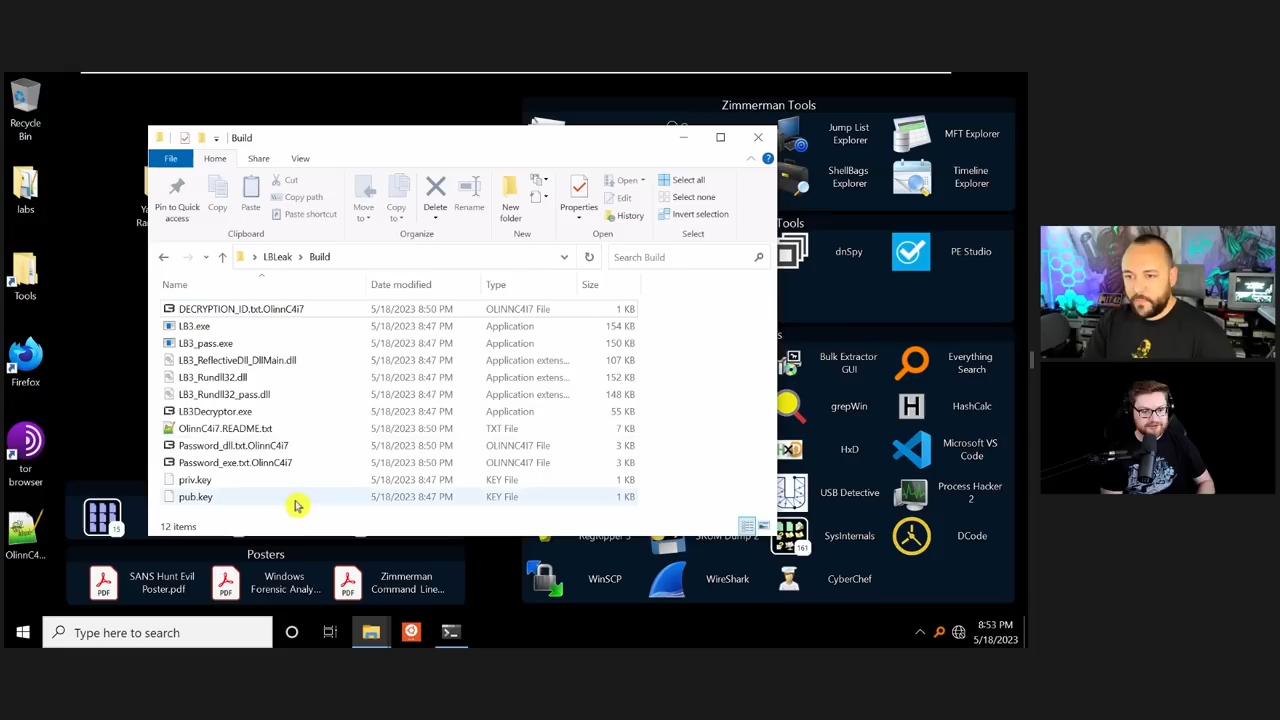 Recycle
Bin
labs
Tools
Firefox
tor
browser
OlinnC4...
Build
File
Home
Share
View
Pin to Quick
access
Copy
Paste
Cut
Copy path
Paste shortcut
Clipboard
Move
to
Copy
to
Delete
Rename
Organize
New
folder
New
Properties
Open
Edit
History
Open
Select all
Select none
Invert selection
Select
LBLeak
Build
Search Build
Name
Date modified
Type
Size
DECRYPTION_ID.txt.OlinnC4i7 5/18/2023 8:50 PM OLINNC4I7 File 1 KB
LB3.exe 5/18/2023 8:47 PM Application 154 KB
LB3_pass.exe 5/18/2023 8:47 PM Application 150 KB
LB3_ReflectiveDll_DllMain.dll 5/18/2023 8:47 PM Application extens... 107 KB
LB3_Rundll32.dll 5/18/2023 8:47 PM Application extens... 152 KB
LB3_Rundll32_pass.dll 5/18/2023 8:47 PM Application extens... 148 KB
LB3Decryptor.exe 5/18/2023 8:47 PM Application 55 KB
OlinnC4i7.README.txt 5/18/2023 8:47 PM TXT File 7 KB
Password_dll.txt.OlinnC4i7 5/18/2023 8:50 PM OLINNC4I7 File 3 KB
Password_exe.txt.OlinnC4i7 5/18/2023 8:50 PM OLINNC4I7 File 3 KB
priv.key 5/18/2023 8:47 PM KEY File 1 KB
pub.key 5/18/2023 8:47 PM KEY File 1 KB
12 items
Zimmerman Tools
Jump List
Explorer
MFT Explorer
ShellBags
Explorer
Timeline
Explorer
Tools
dnSpy
PE Studio
Bulk Extractor
GUI
Everything
Search
grepWin
HashCalc
HxD
Microsoft VS
Code
USB Detective
Process Hacker
2
SysInternals
161
DCode
WinSCP
WireShark
CyberChef
15
Posters
PDF
SANS Hunt Evil
Poster.pdf
PDF
Windows
Forensic Analy...
PDF
Zimmerman
Command Line...
Type here to search
8:53 PM
5/18/2023